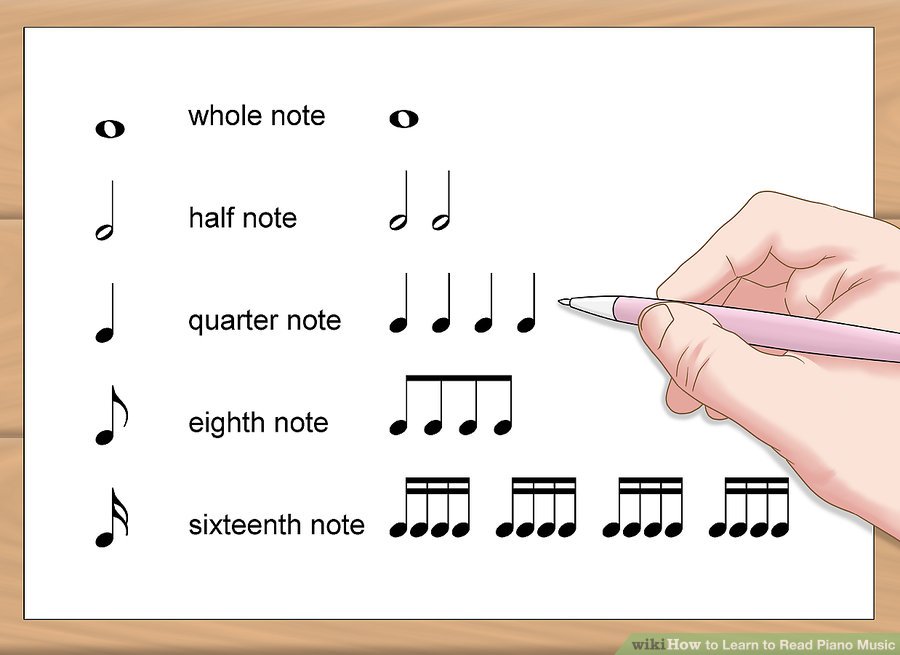 whole note
half note
quarter note
eighth note
sixteenth note
wikiHow to Learn to Read Piano Music